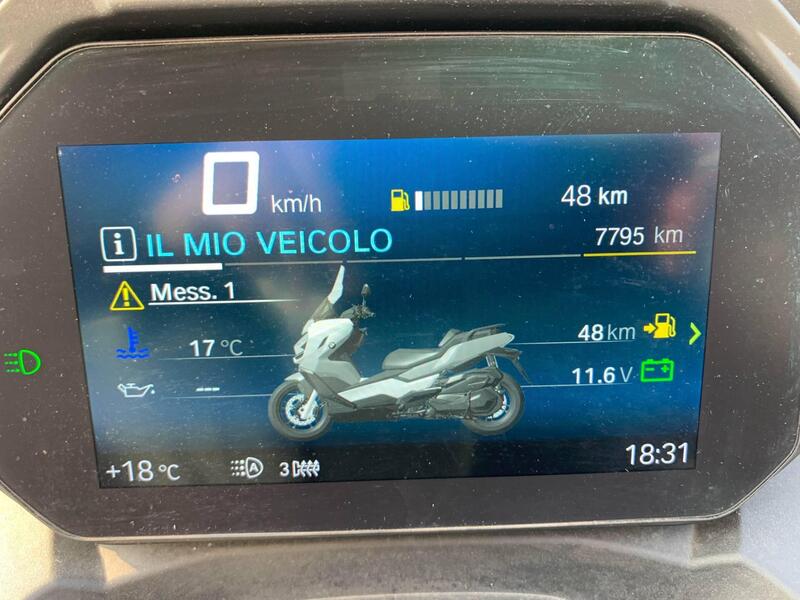 0 km/h 48 km
i IL MIO VEICOLO 7795 km
Mess. 1
17 °C 48 km
--- 11.6 V
+18 °C A 3 18:31